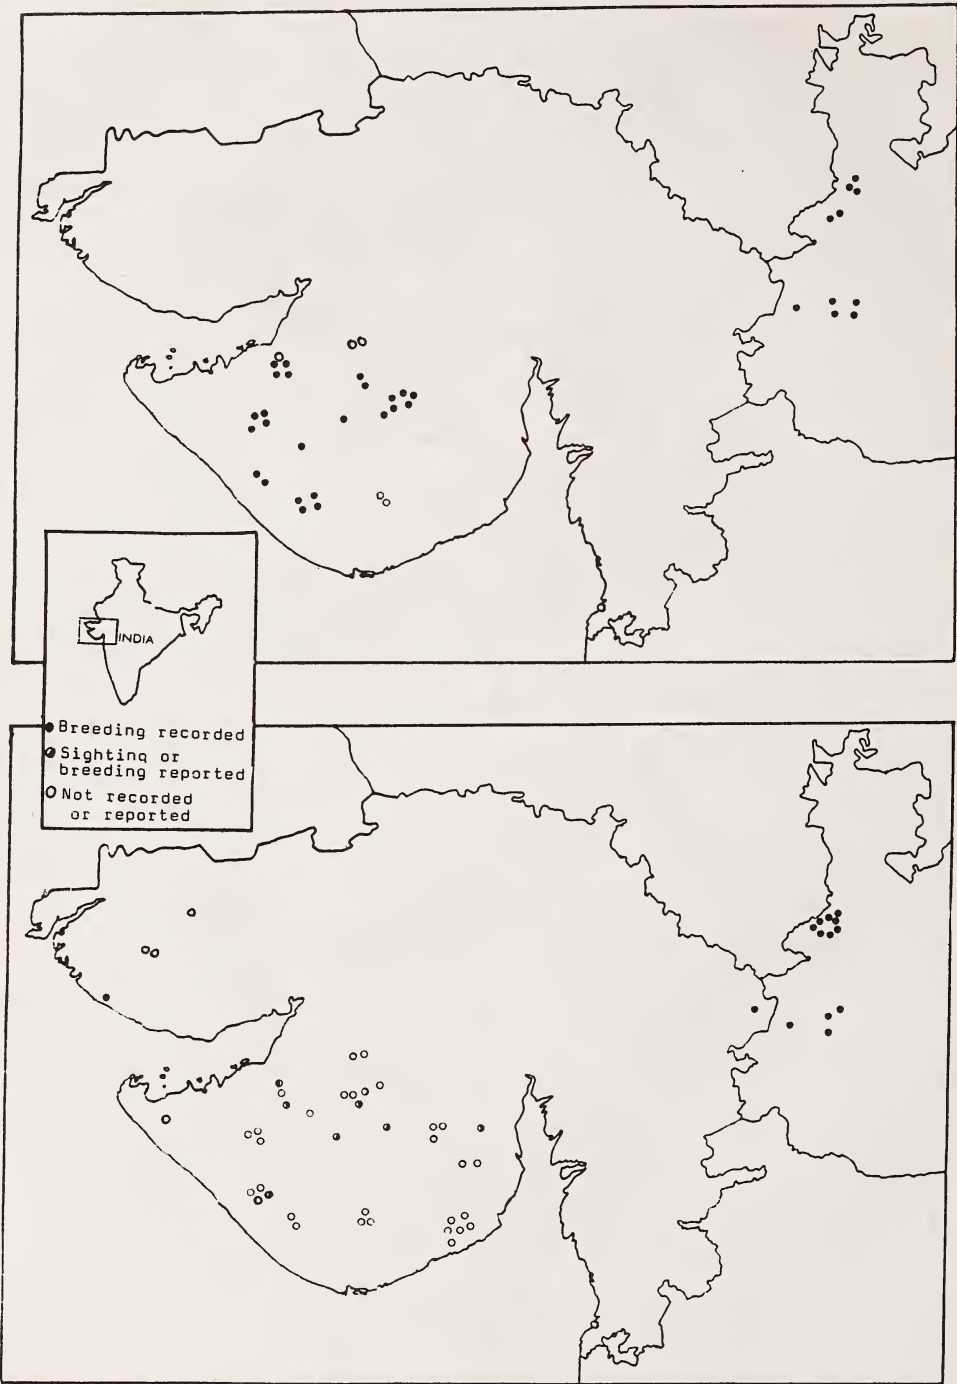 INDIA
Breeding recorded
Sighting or
breeding reported
Not recorded
or reported